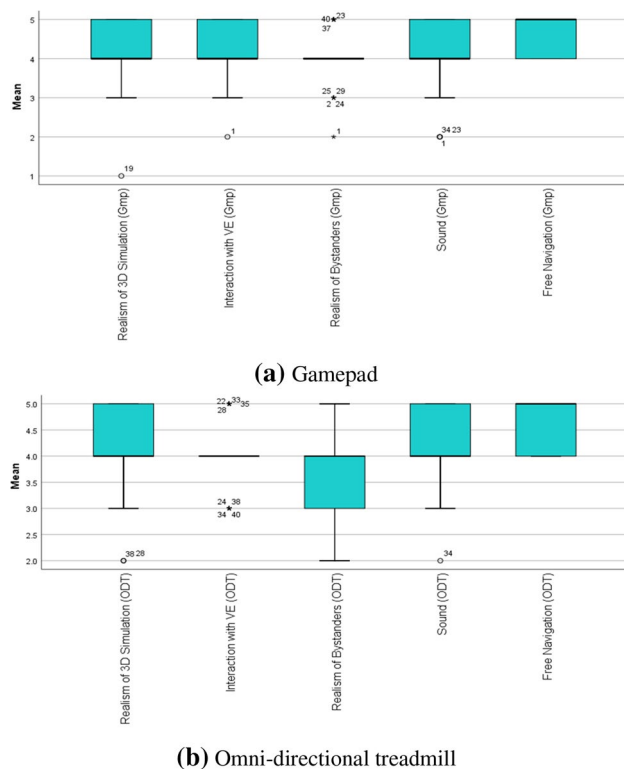 5
40 23
37
4
Mean
3
25 29
2 24
2
1
1
34 23
1
1
19
Realism of 3D Simulation (Gmp)
Interaction with VE (Gmp)
Realism of Bystanders (Gmp)
Sound (Gmp)
Free Navigation (Gmp)
(a) Gamepad
5.0
22 33 35
28
4.5
4.0
Mean
3.5
3.0
24 38
34 40
2.5
2.0
38 28
34
Realism of 3D Simulation (ODT)
Interaction with VE (ODT)
Realism of Bystanders (ODT)
Sound (ODT)
Free Navigation (ODT)
(b) Omni-directional treadmill